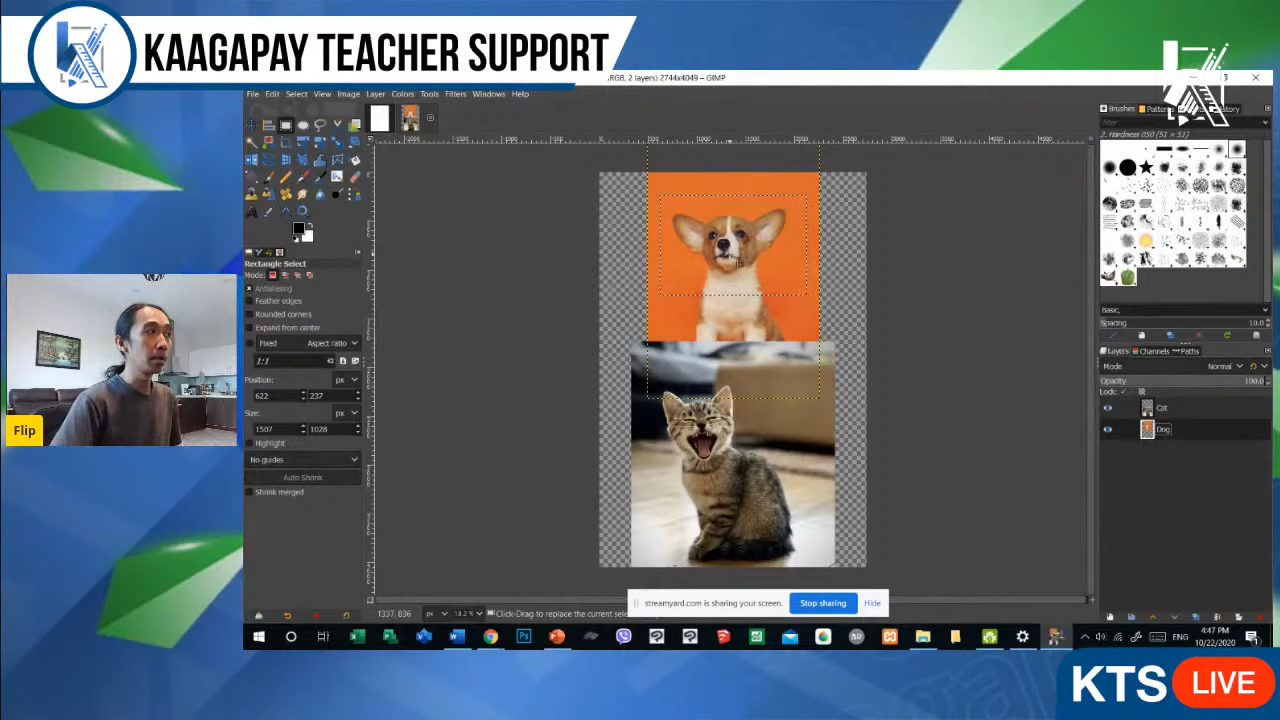 KAAGAPAY TEACHER SUPPORT
RGB, 2 layers) 2744x4049 – GIMP
File Edit Select View Image Layer Colors Tools Filters Windows Help
Brushes
filter
2. Hardness 050 (51 × 51)
Rectangle Select
Mode:
Antialiasing
Feather edges
Rounded corners
Expand from center
Fixed Aspect ratio
1:1
Position: px
622 237
Size: px
1507 1028
Highlight
No guides
Auto Shrink
Shrink merged
Basic,
Spacing 10.0
Layers Channels Paths
Mode Normal
Opacity 100.0
Lock:
Cat
Dog
Flip
streamyard.com is sharing your screen. Stop sharing Hide
1337, 836 px 18.2 % Click-Drag to replace the current
ENG
4:47 PM
10/22/2020
KTS LIVE